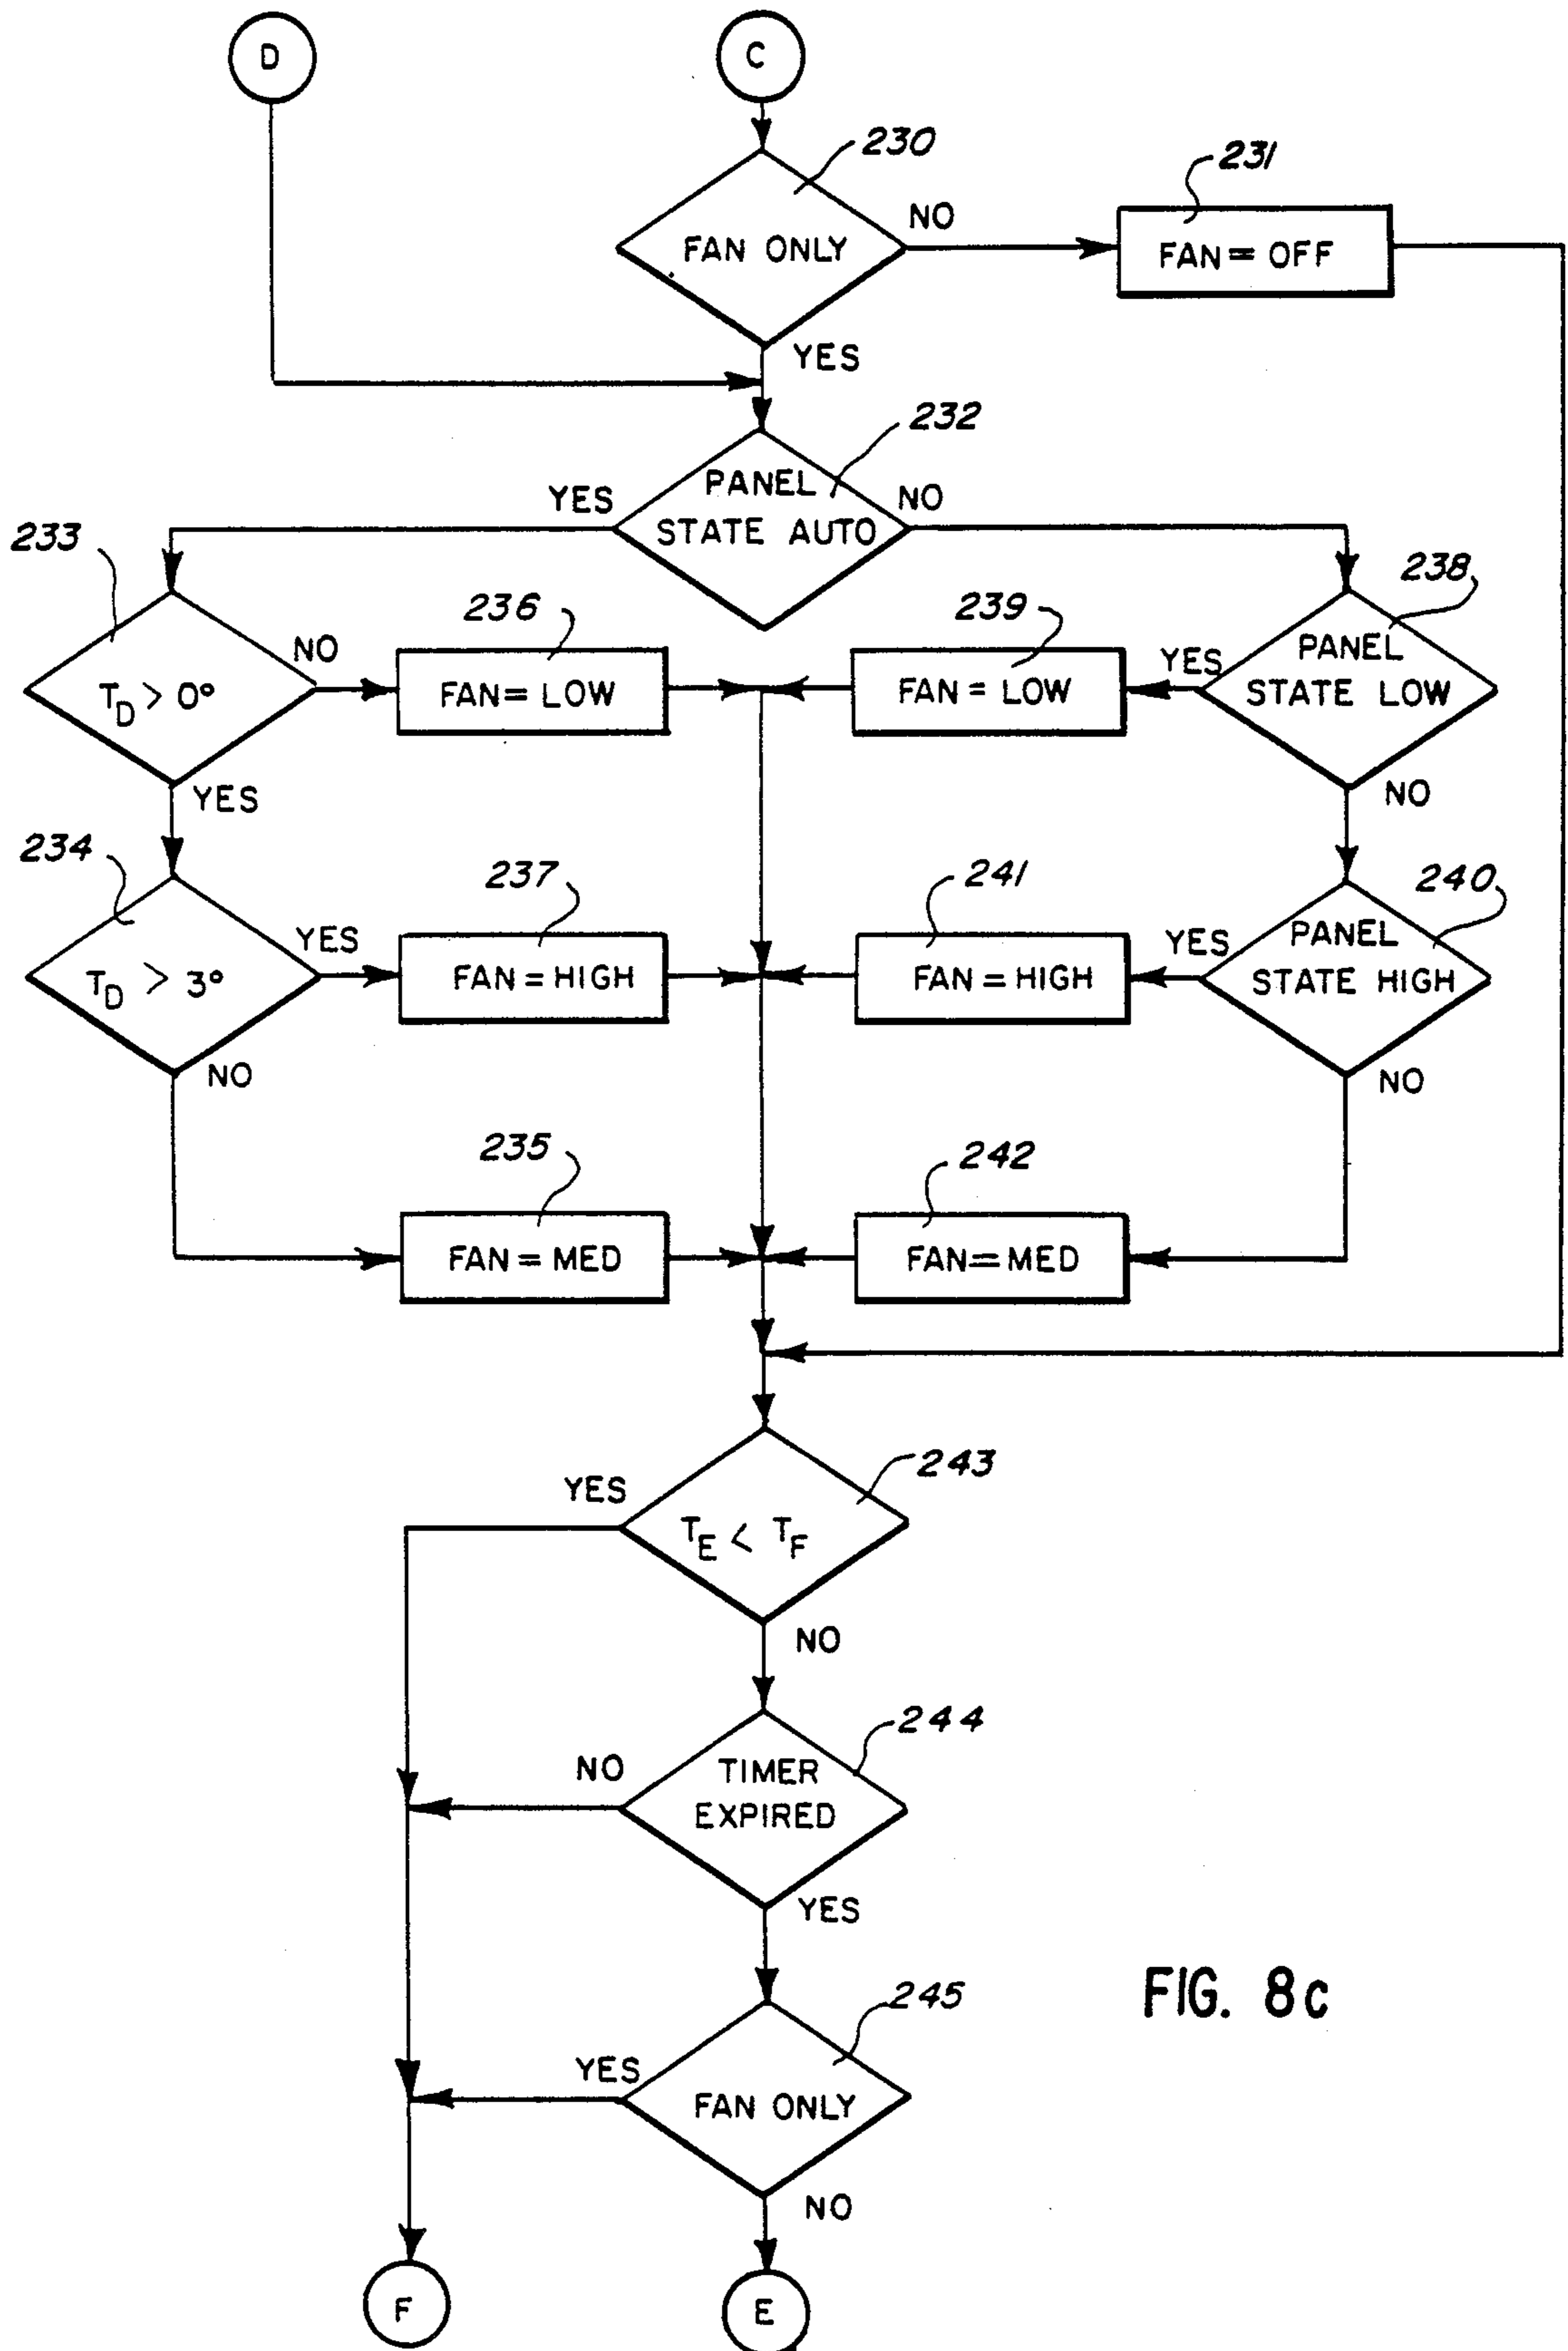 D
C
230
231
FAN ONLY
NO
FAN = OFF
YES
232
PANEL
STATE AUTO
YES
NO
233
236
239
238
T_D > 0°
NO
FAN = LOW
FAN = LOW
YES
PANEL
STATE LOW
YES
NO
234
237
241
240
T_D > 3°
YES
FAN = HIGH
FAN = HIGH
YES
PANEL
STATE HIGH
NO
NO
235
242
FAN = MED
FAN = MED
243
YES
T_E < T_F
NO
244
NO
TIMER
EXPIRED
YES
245
YES
FAN ONLY
NO
FIG. 8c
F
E